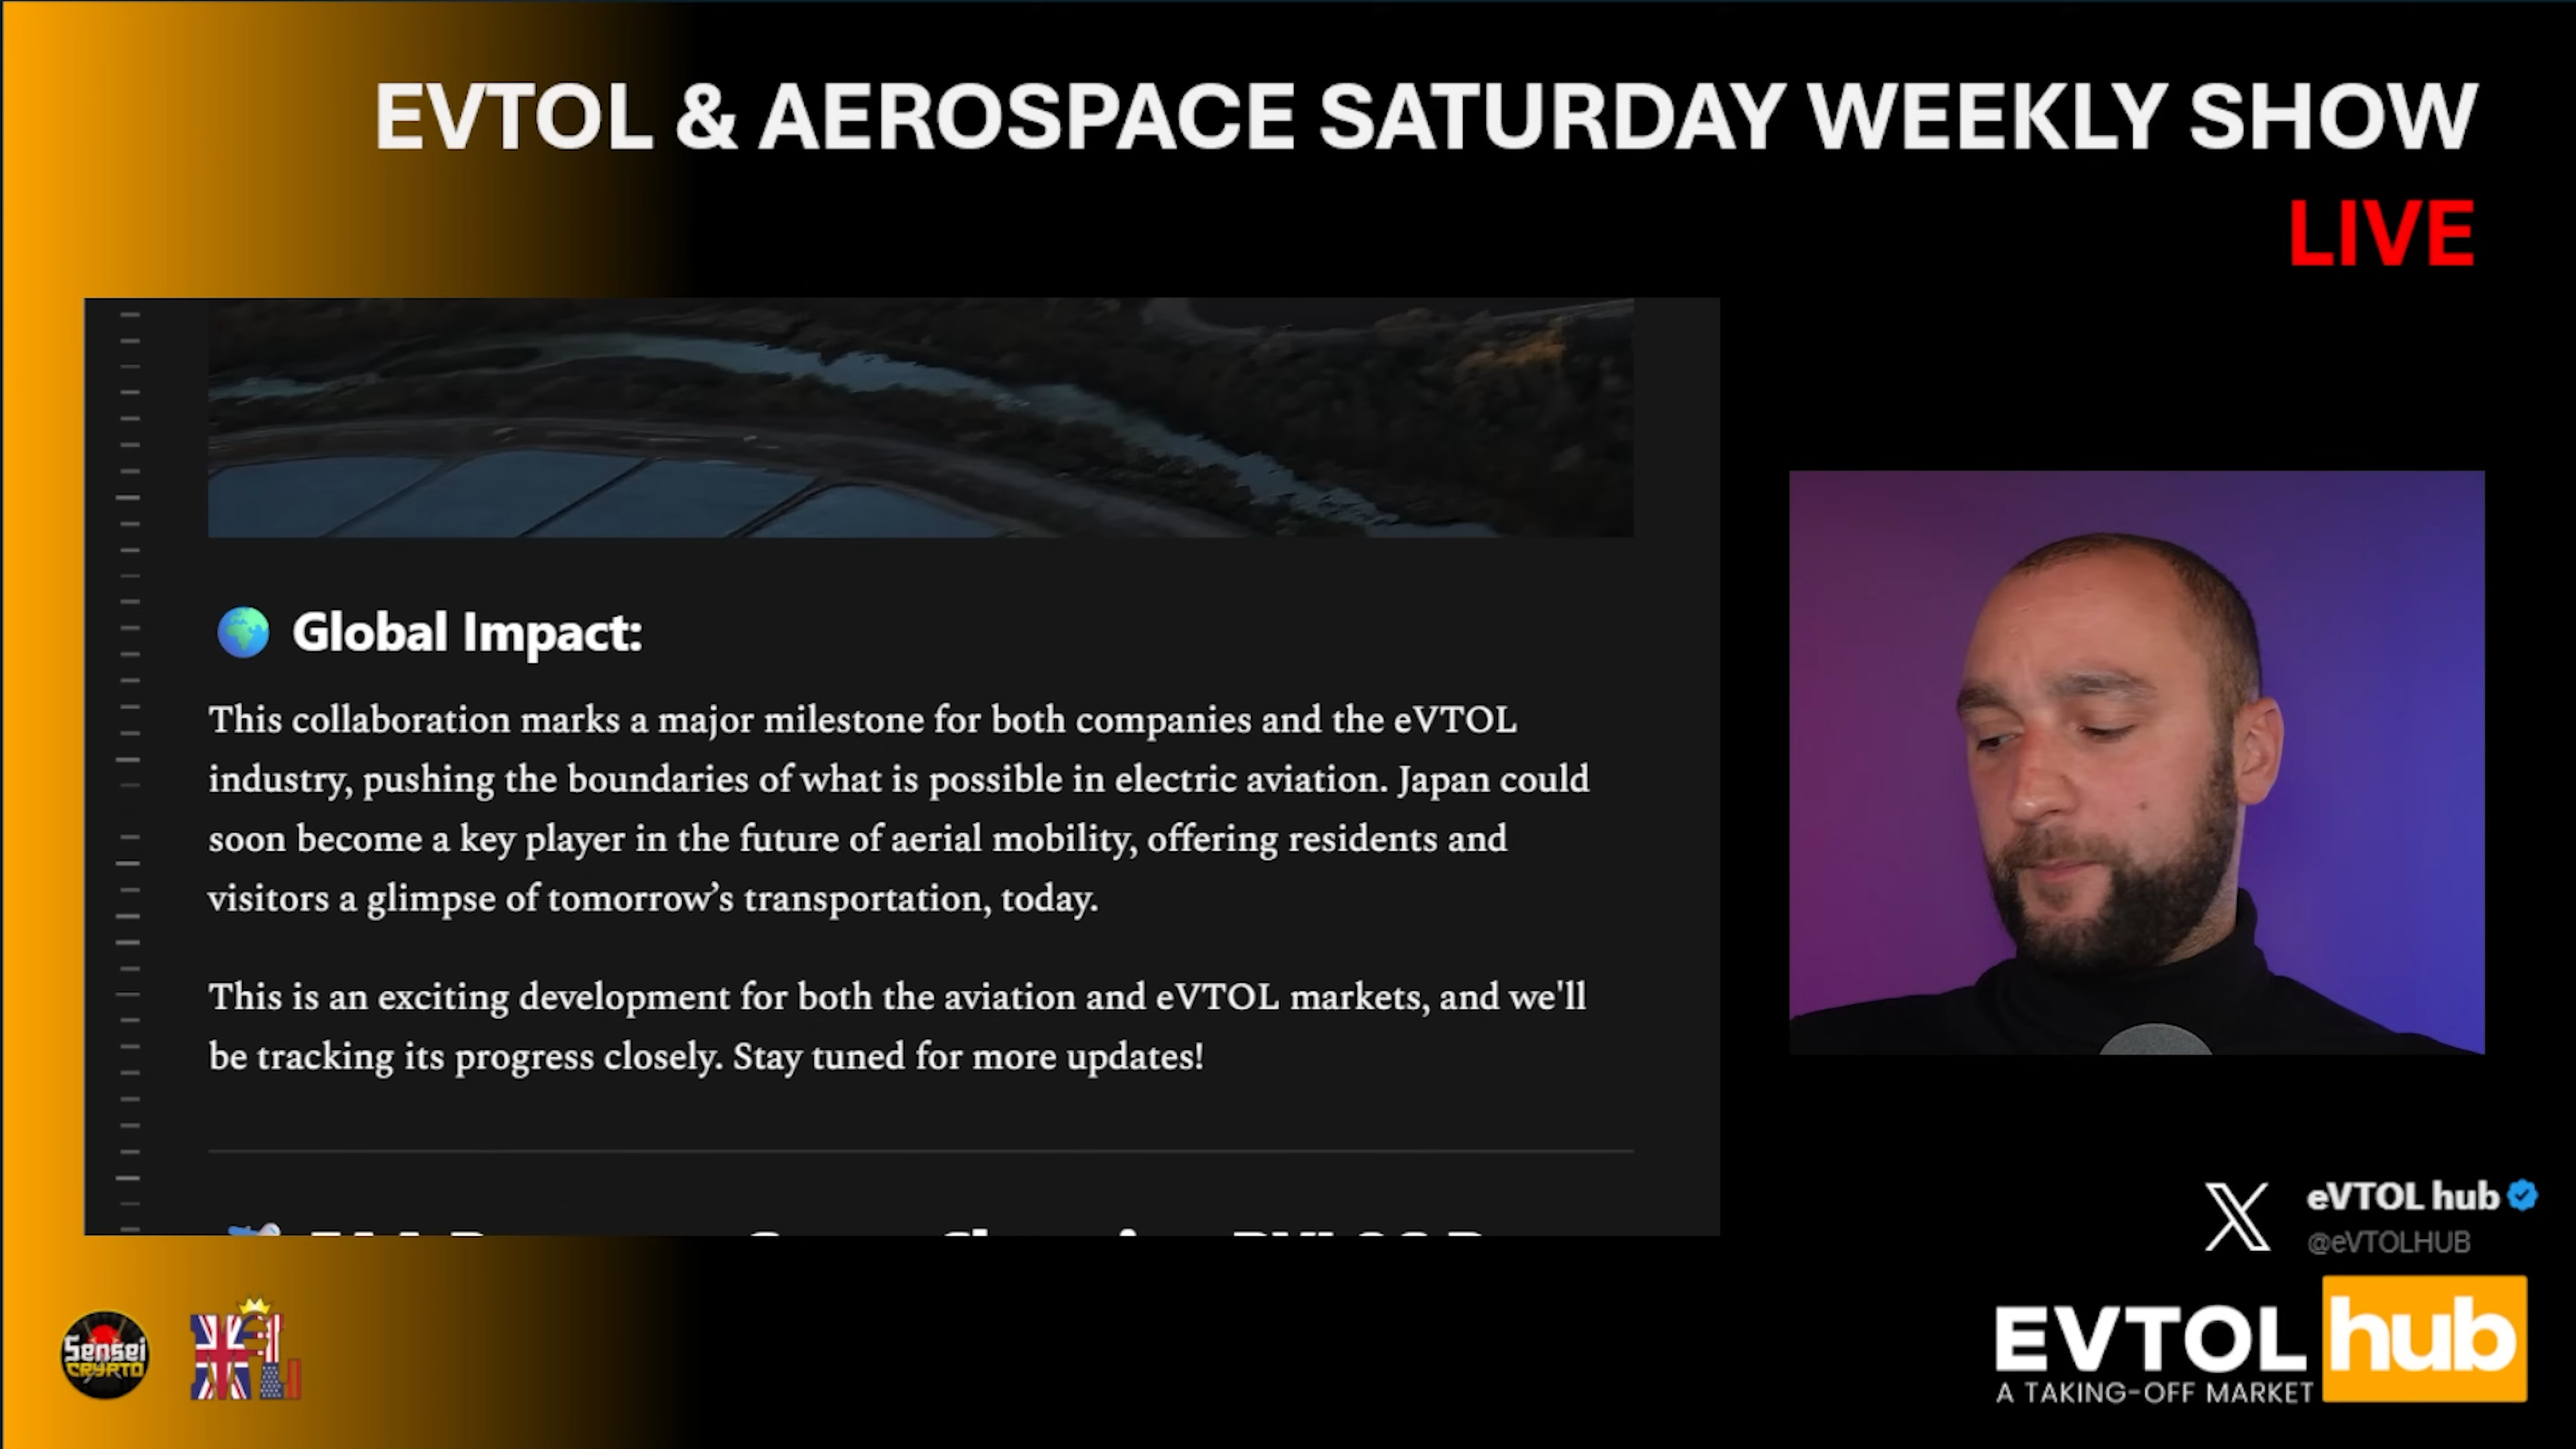 EVTOL & AEROSPACE SATURDAY WEEKLY SHOW
LIVE
Global Impact:
This collaboration marks a major milestone for both companies and the eVTOL
industry, pushing the boundaries of what is possible in electric aviation. Japan could
soon become a key player in the future of aerial mobility, offering residents and
visitors a glimpse of tomorrow’s transportation, today.
This is an exciting development for both the aviation and eVTOL markets, and we'll
be tracking its progress closely. Stay tuned for more updates!
eVTOL hub
@eVTOLHUB
Sensei
CRYPTO
EVTOL hub
A TAKING-OFF MARKET